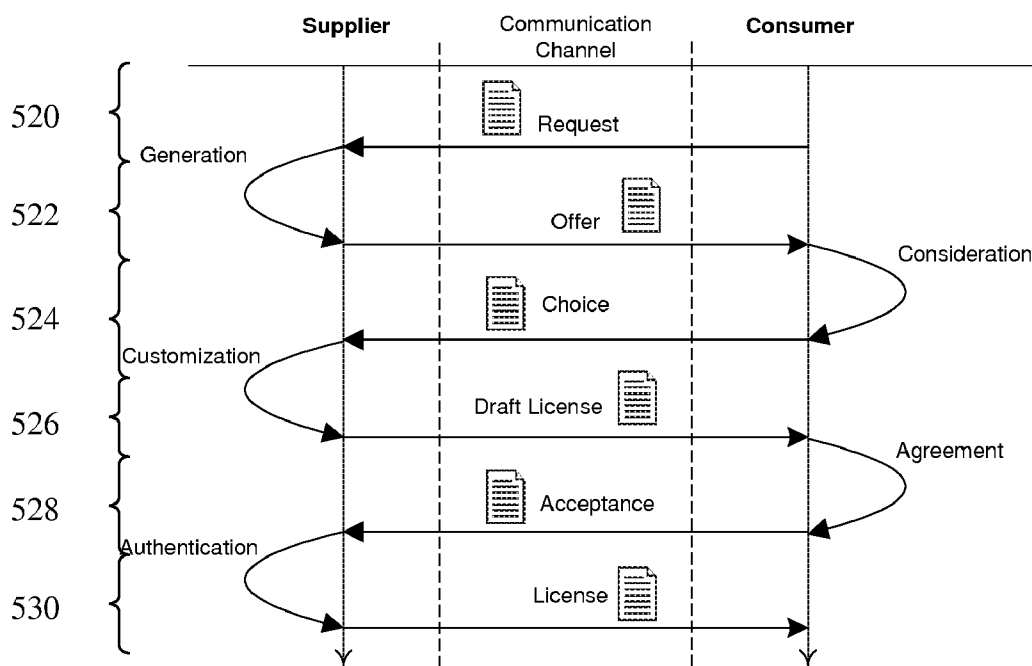 Supplier
Communication
Channel
Consumer
520
Request
Generation
522
Offer
Consideration
524
Choice
Customization
Draft License
526
Agreement
528
Acceptance
Authentication
License
530